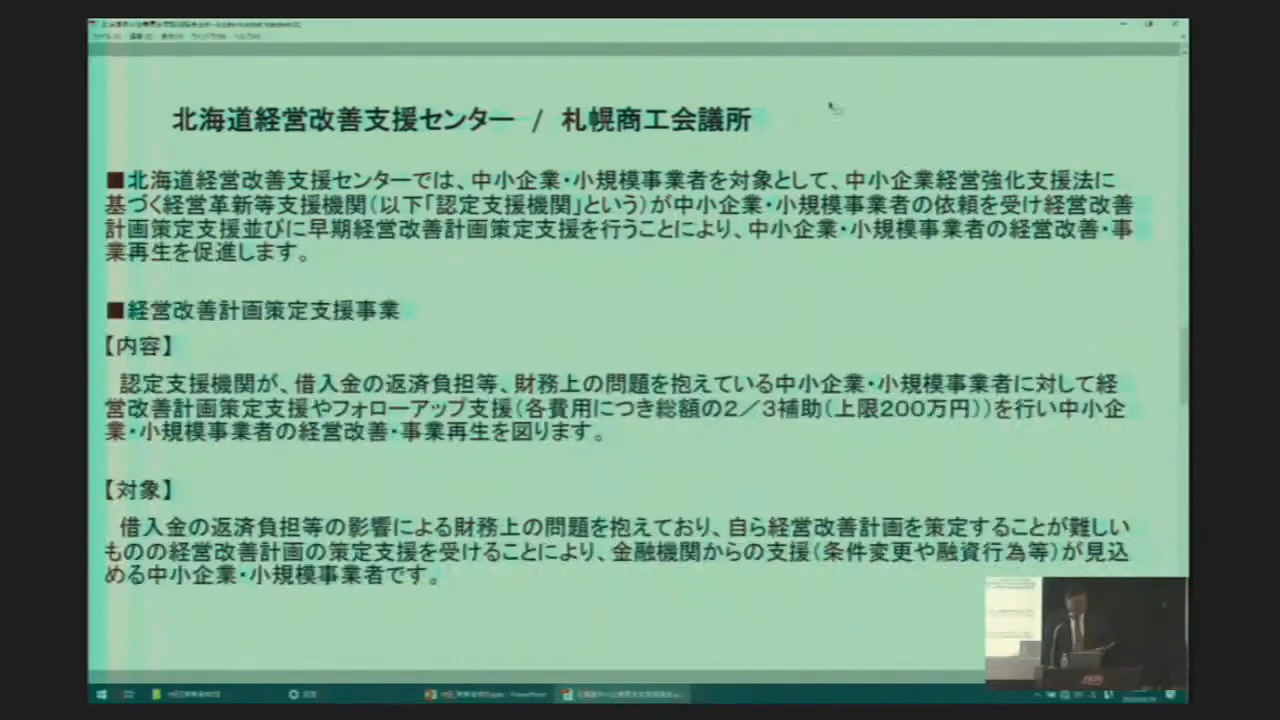 北海道経営改善支援センター / 札幌商工会議所
■北海道経営改善支援センターでは、中小企業・小規模事業者を対象として、中小企業経営強化支援法に
基づく経営革新等支援機関(以下「認定支援機関」という)が中小企業・小規模事業者の依頼を受け経営改善
計画策定支援並びに早期経営改善計画策定支援を行うことにより、中小企業・小規模事業者の経営改善・事
業再生を促進します。
■経営改善計画策定支援事業
【内容】
認定支援機関が、借入金の返済負担等、財務上の問題を抱えている中小企業・小規模事業者に対して経
営改善計画策定支援やフォローアップ支援(各費用につき総額の2/3補助(上限200万円))を行い中小企
業・小規模事業者の経営改善・事業再生を図ります。
【対象】
借入金の返済負担等の影響による財務上の問題を抱えており、自ら経営改善計画を策定することが難しい
ものの経営改善計画の策定支援を受けることにより、金融機関からの支援(条件変更や融資行為等)が見込
める中小企業・小規模事業者です。